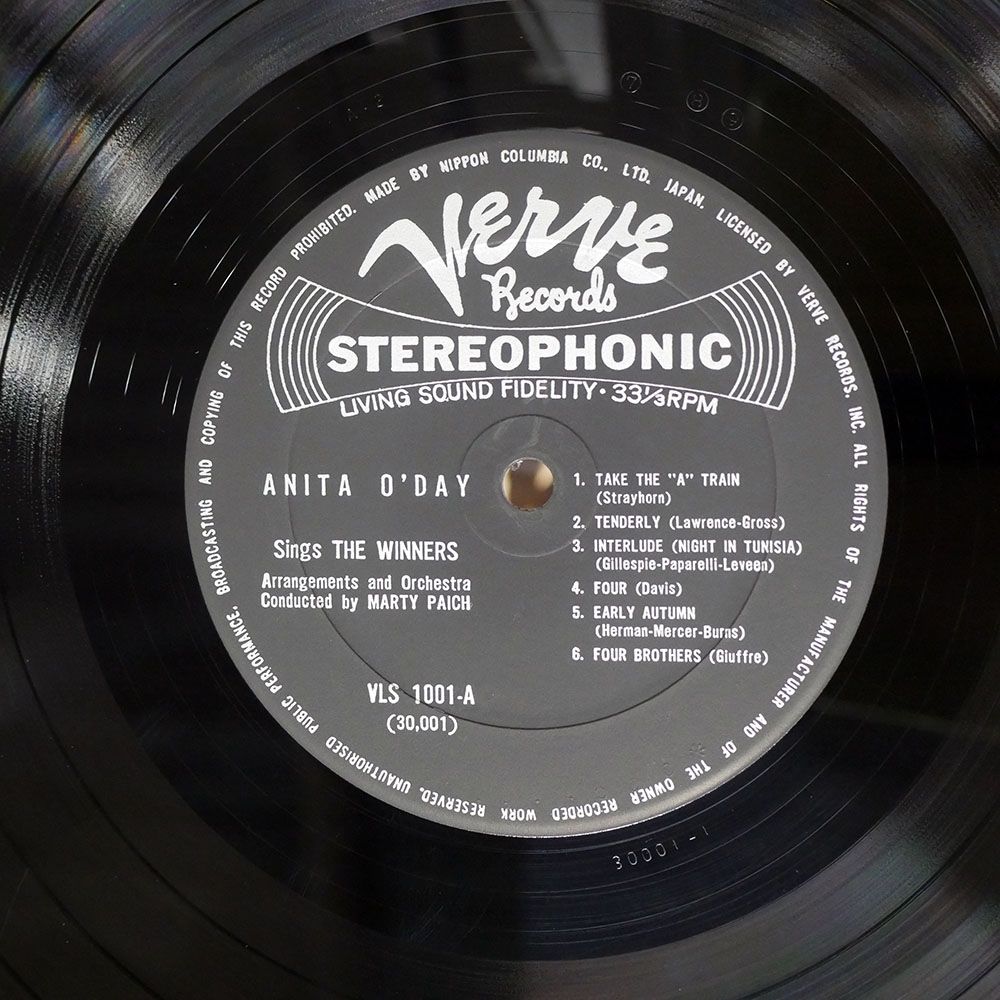 A-2
7 8 9
MADE BY NIPPON COLUMBIA CO., LTD. JAPAN. LICENSED BY VERVE RECORDS, INC. ALL RIGHTS OF THE MANUFACTURER AND OF THE OWNER RECORDED WORK RESERVED. UNAUTHORISED PUBLIC PERFORMANCE, BROADCASTING AND COPYING OF THIS RECORD PROHIBITED.
Verve
Records
STEREOPHONIC
LIVING SOUND FIDELITY · 33⅓RPM
ANITA O'DAY
Sings THE WINNERS
Arrangements and Orchestra
Conducted by MARTY PAICH
VLS 1001-A
(30,001)
1. TAKE THE "A" TRAIN
(Strayhorn)
2. TENDERLY (Lawrence-Gross)
3. INTERLUDE (NIGHT IN TUNISIA)
(Gillespie-Paparelli-Leveen)
4. FOUR (Davis)
5. EARLY AUTUMN
(Herman-Mercer-Burns)
6. FOUR BROTHERS (Giuffre)
30001-1